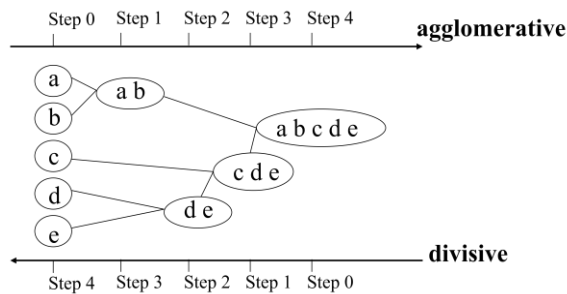 Step 0 Step 1 Step 2 Step 3 Step 4
agglomerative
a
a b
b
a b c d e
c
c d e
d
d e
e
divisive
Step 4 Step 3 Step 2 Step 1 Step 0